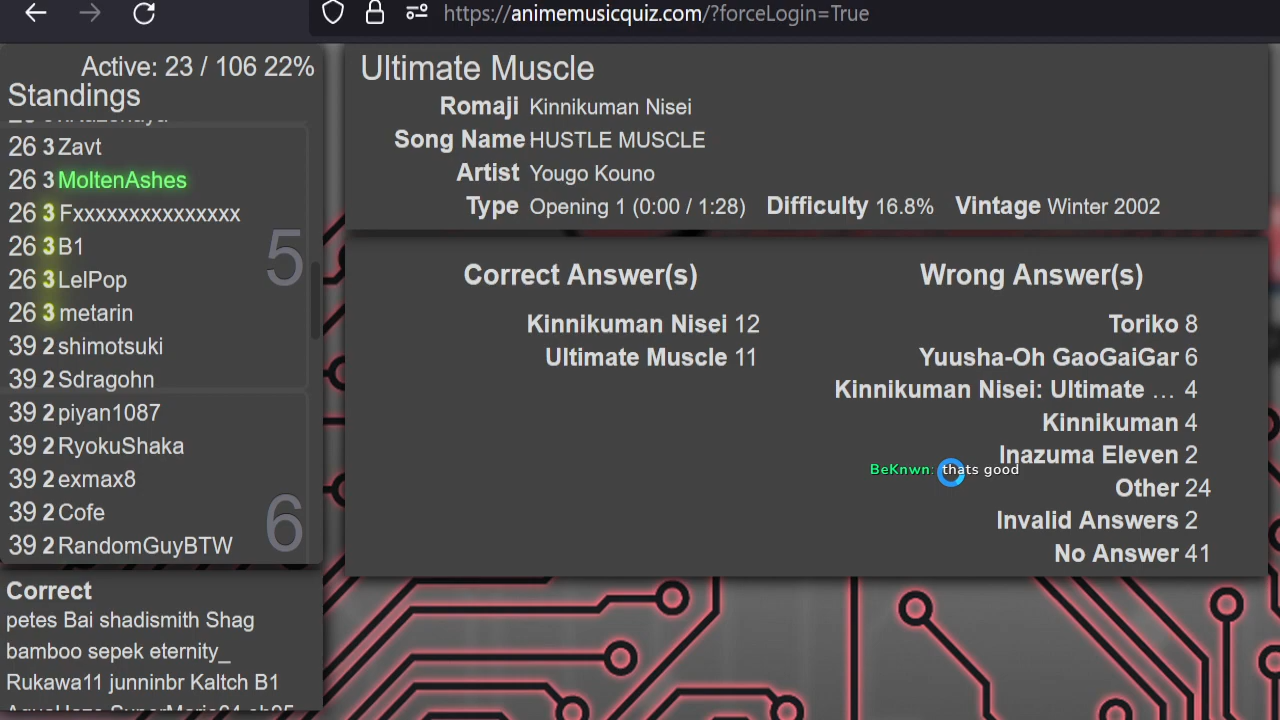 https://animemusicquiz.com/?forceLogin=True
Active: 23 / 106 22%
Standings
26 3 Zavt
26 3 MoltenAshes
26 3 Fxxxxxxxxxxxxxxx
26 3 B1
26 3 LelPop
26 3 metarin
5
39 2 shimotsuki
39 2 Sdragohn
39 2 piyan1087
39 2 RyokuShaka
39 2 exmax8
39 2 Cofe
39 2 RandomGuyBTW
6
Correct
petes Bai shadismith Shag
bamboo sepek eternity_
Rukawa11 junninbr Kaltch B1
Ultimate Muscle
Romaji Kinnikuman Nisei
Song Name HUSTLE MUSCLE
Artist Yougo Kouno
Type Opening 1 (0:00 / 1:28) Difficulty 16.8% Vintage Winter 2002
Correct Answer(s)
Kinnikuman Nisei 12
Ultimate Muscle 11
Wrong Answer(s)
Toriko 8
Yuusha-Oh GaoGaiGar 6
Kinnikuman Nisei: Ultimate ... 4
Kinnikuman 4
Inazuma Eleven 2
BeKnwn: thats good
Other 24
Invalid Answers 2
No Answer 41